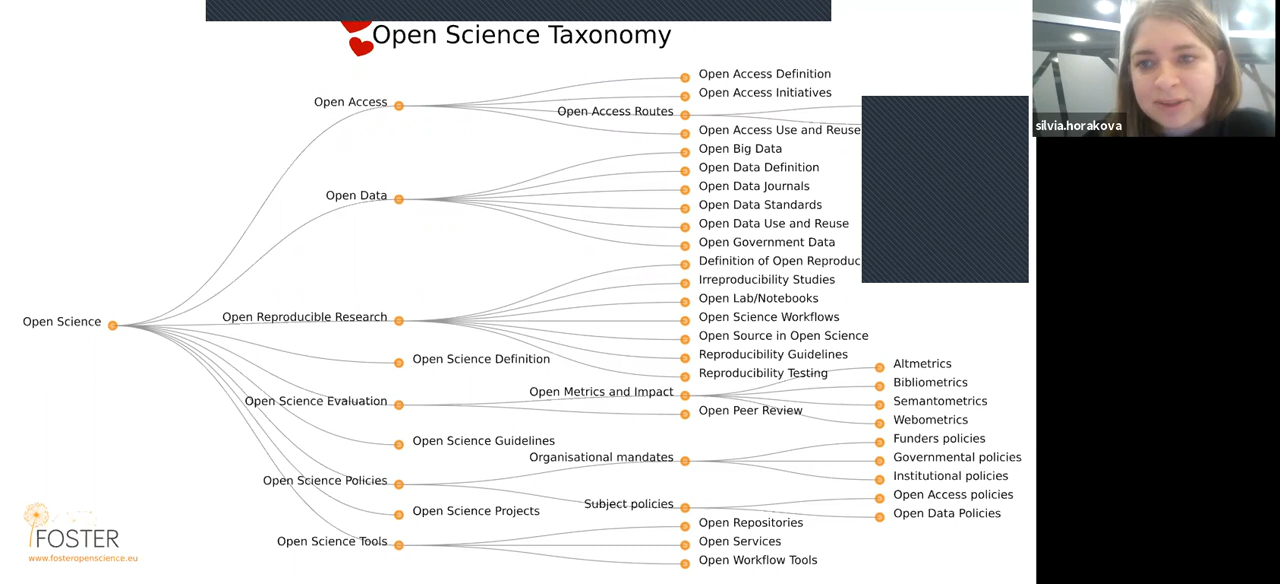 Open Science Taxonomy
silvia.horakova
Open Science
Open Access
Open Access Definition
Open Access Initiatives
Open Access Routes
Open Access Use and Reuse
Open Data
Open Big Data
Open Data Definition
Open Data Journals
Open Data Standards
Open Data Use and Reuse
Open Government Data
Open Reproducible Research
Definition of Open
Irreproducibility Studies
Open Lab/Notebooks
Open Science Workflows
Open Source in Open Science
Reproducibility Guidelines
Reproducibility Testing
Open Science Definition
Open Science Evaluation
Open Metrics and Impact
Altmetrics
Bibliometrics
Semantometrics
Webometrics
Open Peer Review
Open Science Guidelines
Open Science Policies
Organisational mandates
Funders policies
Governmental policies
Institutional policies
Subject policies
Open Access policies
Open Data Policies
Open Science Projects
Open Science Tools
Open Repositories
Open Services
Open Workflow Tools
FOSTER
www.fosteropenscience.eu